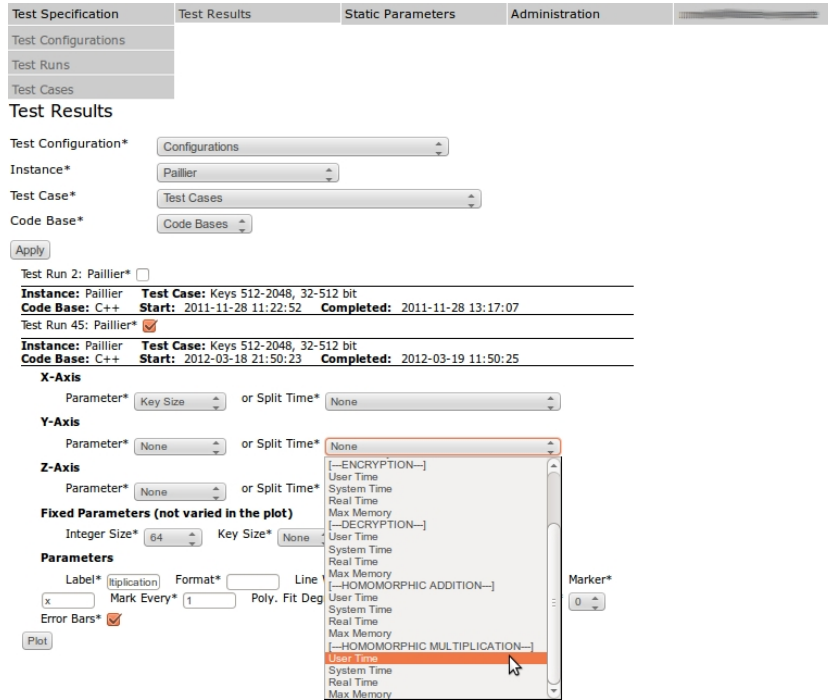 Test Specification Test Results Static Parameters Administration
Test Configurations
Test Runs
Test Cases
Test Results
Test Configuration* Configurations
Instance* Paillier
Test Case* Test Cases
Code Base* Code Bases
Apply
Test Run 2: Paillier*
Instance: Paillier Test Case: Keys 512-2048, 32-512 bit
Code Base: C++ Start: 2011-11-28 11:22:52 Completed: 2011-11-28 13:17:07
Test Run 45: Paillier*
Instance: Paillier Test Case: Keys 512-2048, 32-512 bit
Code Base: C++ Start: 2012-03-18 21:50:23 Completed: 2012-03-19 11:50:25
X-Axis
Parameter* Key Size or Split Time* None
Y-Axis
Parameter* None or Split Time* None
Z-Axis
Parameter* None or Split Time*
Fixed Parameters (not varied in the plot)
Integer Size* 64 Key Size* None
Parameters
Label* ltiplication Format* Line Marker*
x Mark Every* 1 Poly. Fit Deg 0
Error Bars*
Plot
[---ENCRYPTION---]
User Time
System Time
Real Time
Max Memory
[---DECRYPTION---]
User Time
System Time
Real Time
Max Memory
[---HOMOMORPHIC ADDITION---]
User Time
System Time
Real Time
Max Memory
[---HOMOMORPHIC MULTIPLICATION---]
User Time
System Time
Real Time
Max Memory